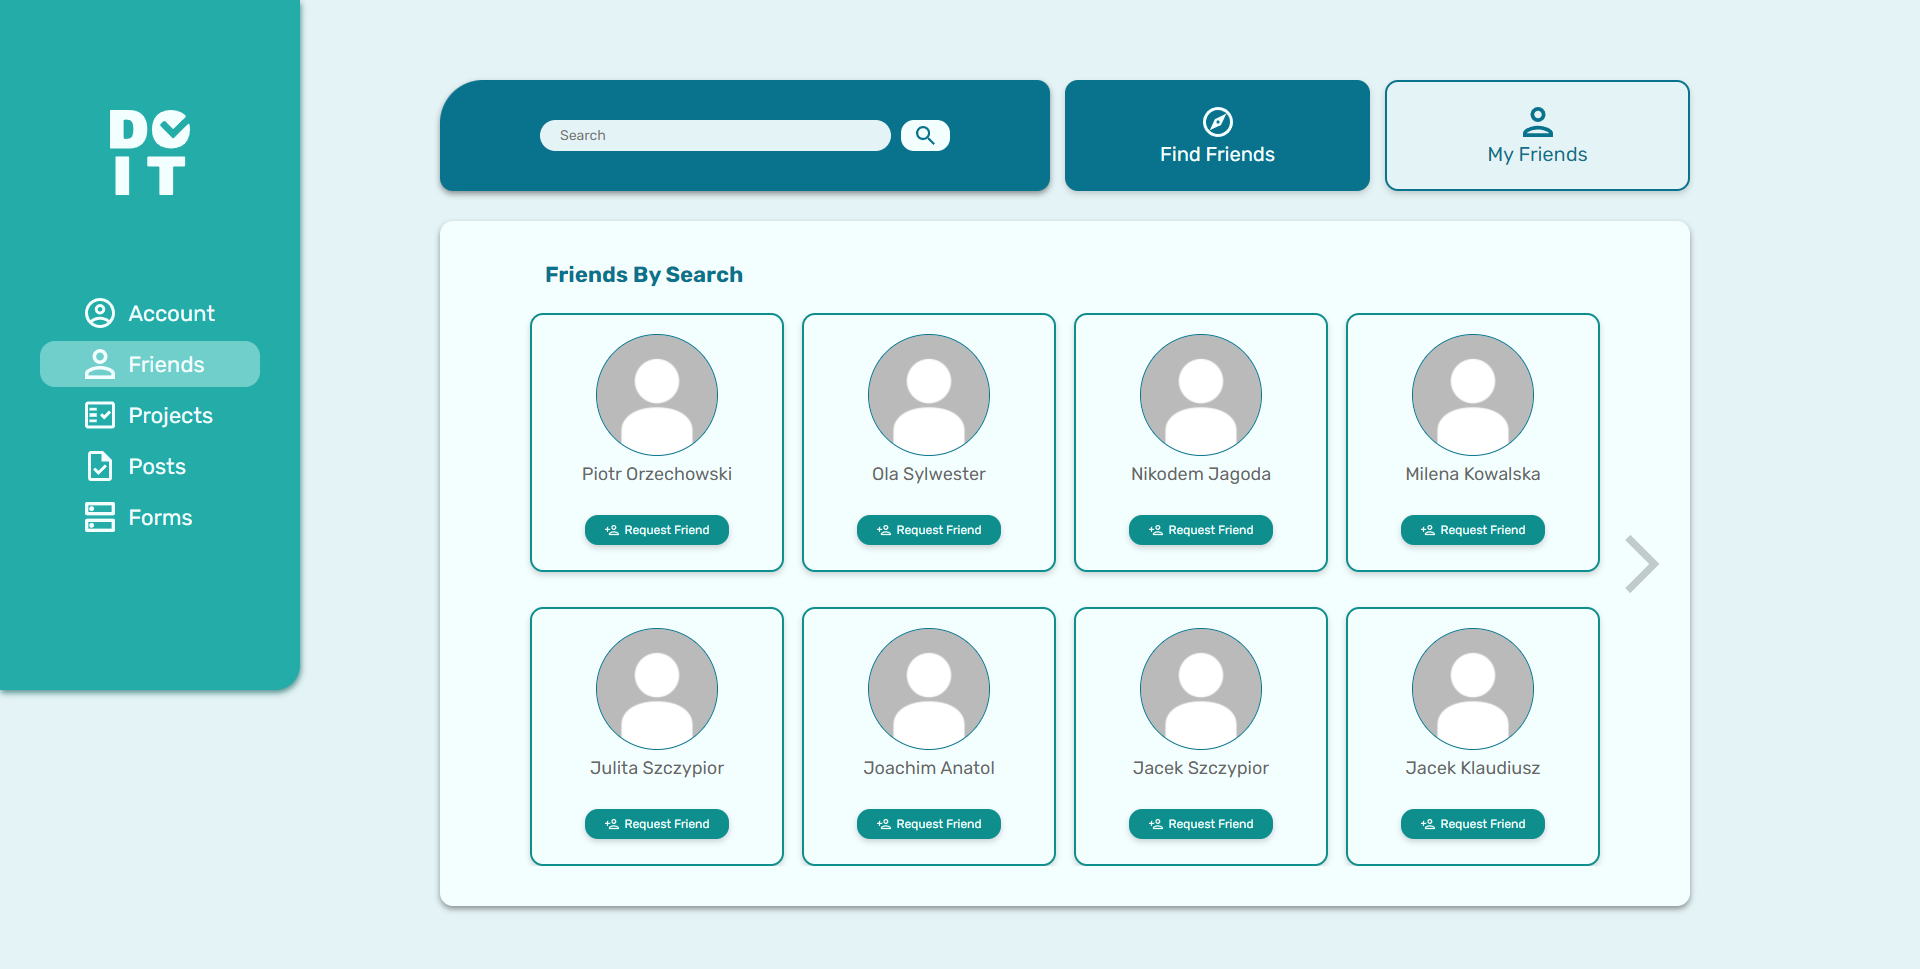 DO
IT
Account
Friends
Projects
Posts
Forms
Search
Find Friends
My Friends
Friends By Search
Piotr Orzechowski
Ola Sylwester
Nikodem Jagoda
Milena Kowalska
Request Friend
Request Friend
Request Friend
Request Friend
Julita Szczypior
Joachim Anatol
Jacek Szczypior
Jacek Klaudiusz
Request Friend
Request Friend
Request Friend
Request Friend